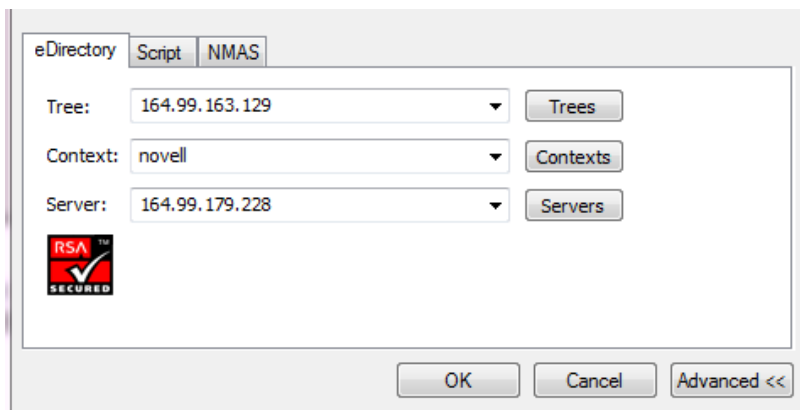 eDirectory Script NMAS
Tree: 164.99.163.129 Trees
Context: novell Contexts
Server: 164.99.179.228 Servers
RSA TM
SECURED
OK Cancel Advanced <<